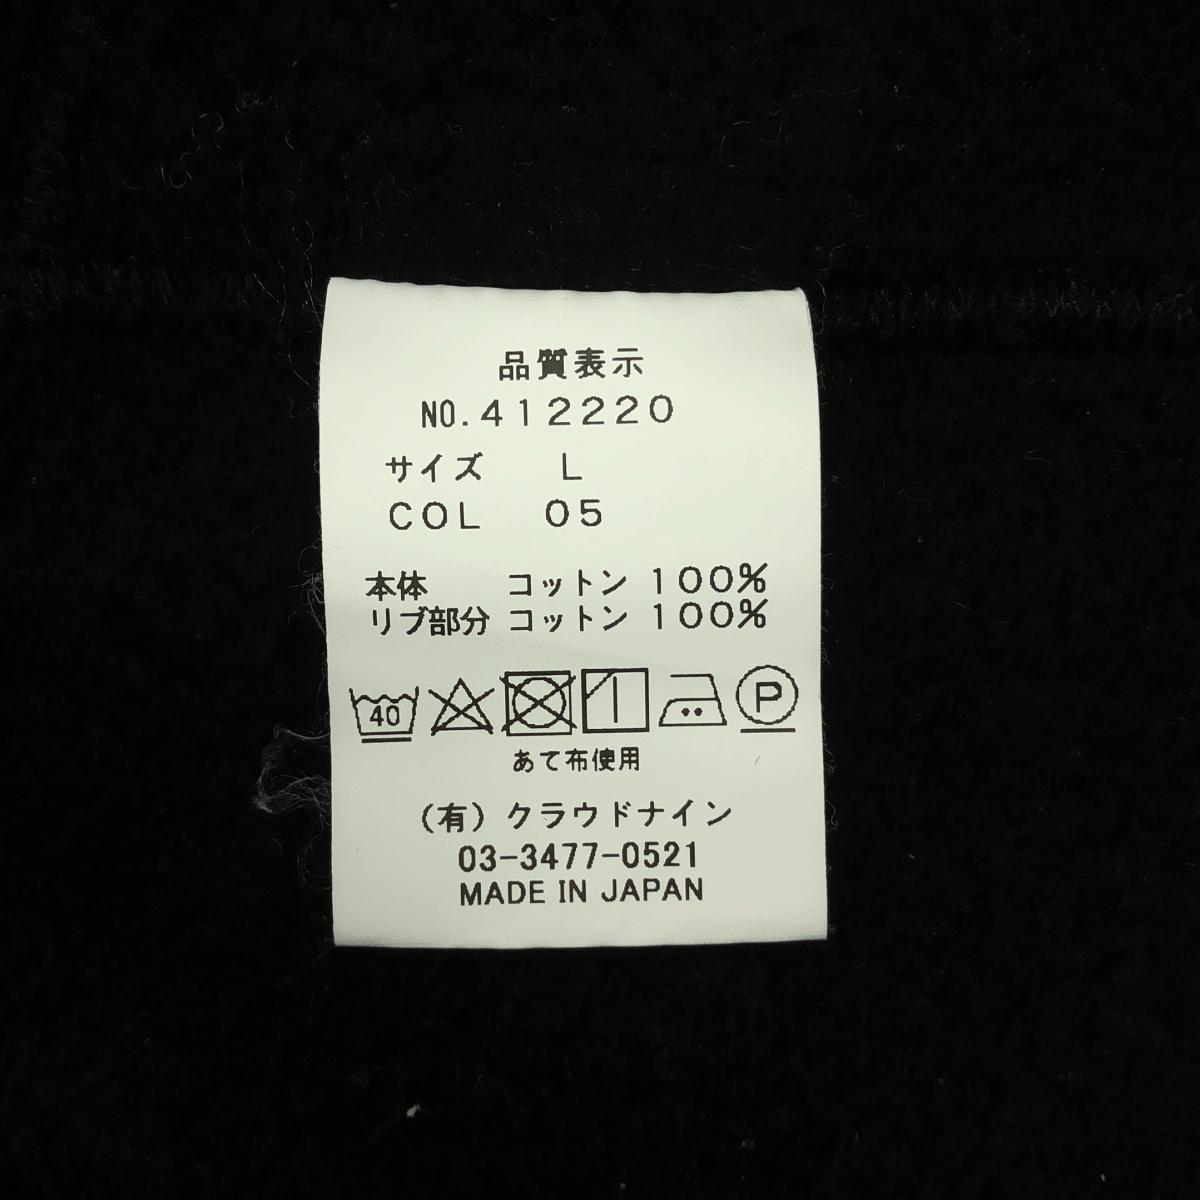 品質表示
NO.412220
サイズ L
COL 05
本体 コットン 100%
リブ部分 コットン 100%
40 P
あて布使用
(有)クラウドナイン
03-3477-0521
MADE IN JAPAN